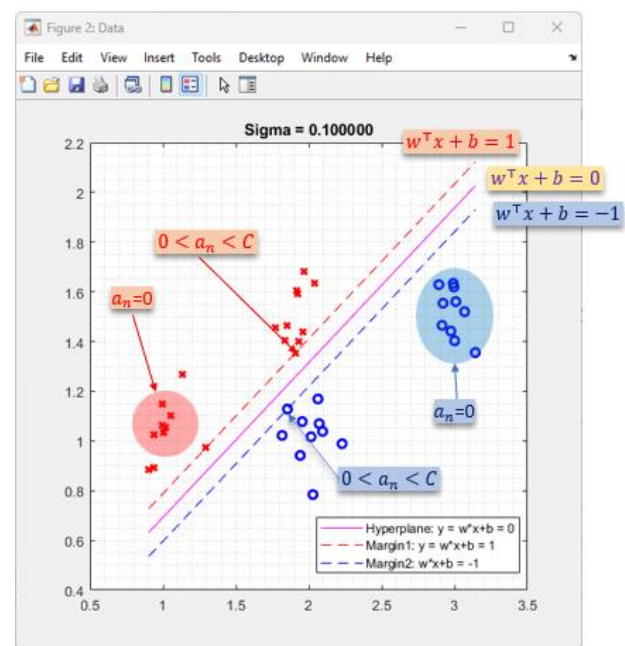 Figure 2: Data
File Edit View Insert Tools Desktop Window Help
Sigma = 0.100000
w⊤x + b = 1
w⊤x + b = 0
w⊤x + b = −1
0 < aₙ < C
aₙ=0
aₙ=0
0 < aₙ < C
2.2
2
1.8
1.6
1.4
1.2
1
0.8
0.6
0.4
0.5 1 1.5 2 2.5 3 3.5
Hyperplane: y = w*x+b = 0
Margin1: y = w*x+b = 1
Margin2: w*x+b = -1